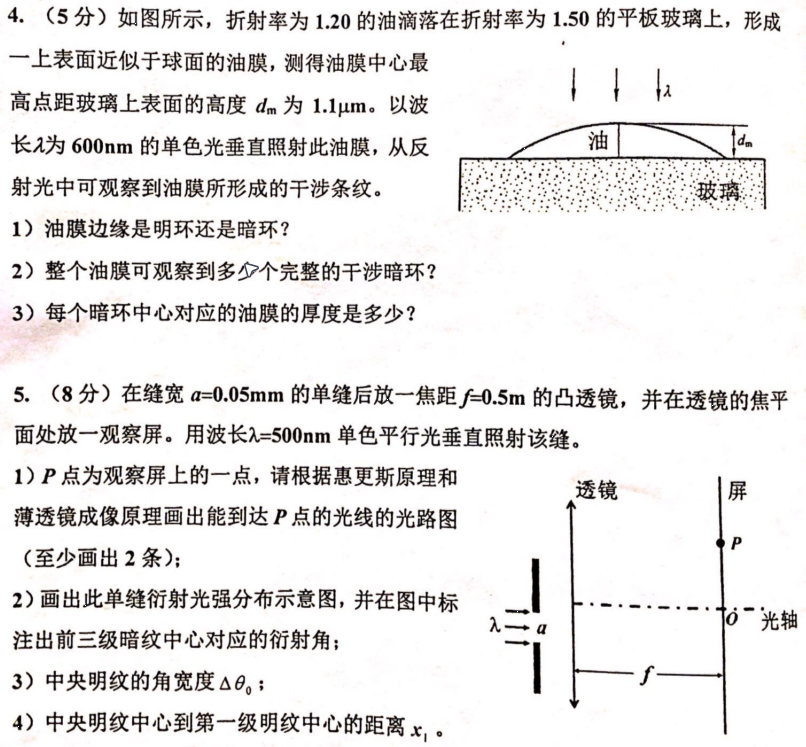 4. （5 分）如图所示，折射率为 1.20 的油滴落在折射率为 1.50 的平板玻璃上，形成
一上表面近似于球面的油膜，测得油膜中心最
高点距玻璃上表面的高度 dₘ 为 1.1μm。以波
长λ为 600nm 的单色光垂直照射此油膜，从反
射光中可观察到油膜所形成的干涉条纹。
1）油膜边缘是明环还是暗环？
2）整个油膜可观察到多少个完整的干涉暗环？
3）每个暗环中心对应的油膜的厚度是多少？
λ
油
dₘ
玻璃
5. （8 分）在缝宽 a=0.05mm 的单缝后放一焦距 f=0.5m 的凸透镜，并在透镜的焦平
面处放一观察屏。用波长λ=500nm 单色平行光垂直照射该缝。
1）P 点为观察屏上的一点，请根据惠更斯原理和
薄透镜成像原理画出能到达 P 点的光线的光路图
（至少画出 2 条）；
2）画出此单缝衍射光强分布示意图，并在图中标
注出前三级暗纹中心对应的衍射角；
3）中央明纹的角宽度 Δθ₀；
4）中央明纹中心到第一级明纹中心的距离 x₁。
透镜
屏
P
λ
a
O
光轴
f